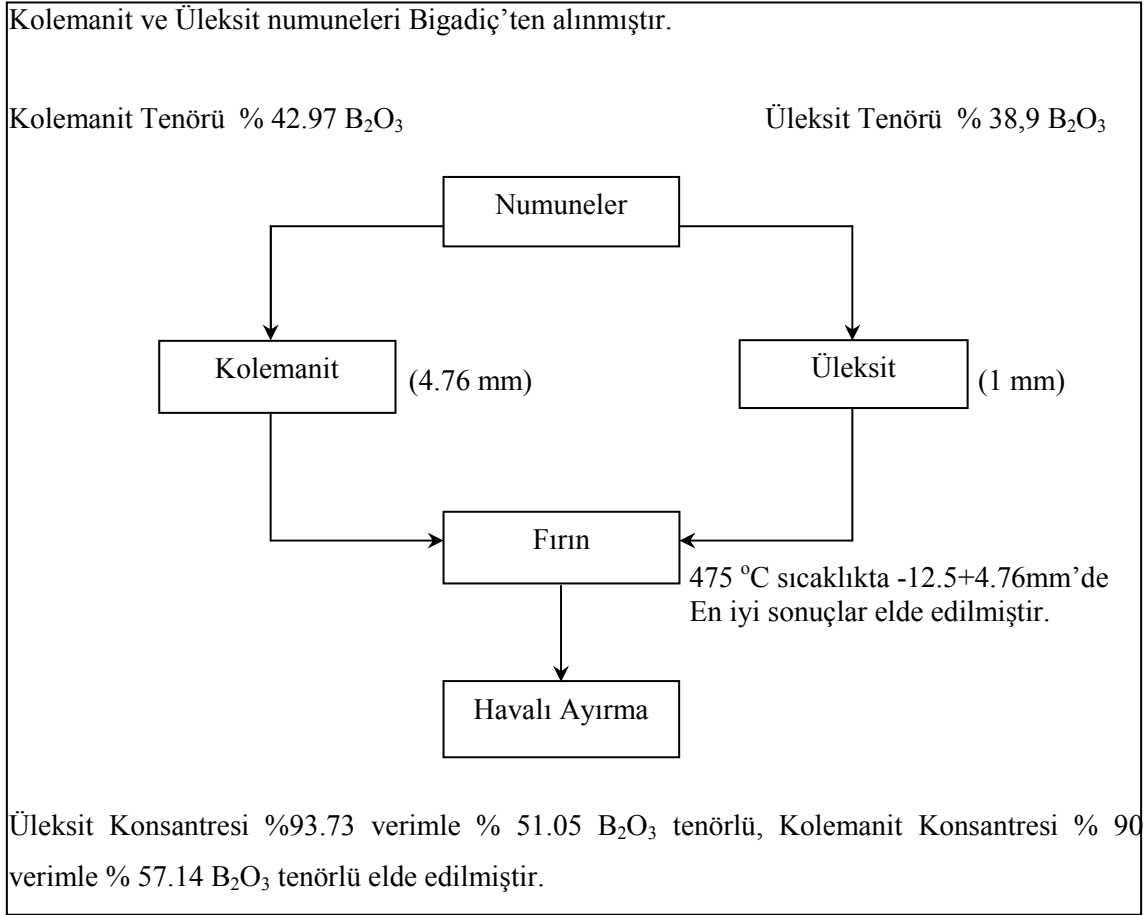 Kolemanit ve Üleksit numuneleri Bigadiç’ten alınmıştır.
Kolemanit Tenörü % 42.97 B₂O₃
Üleksit Tenörü % 38,9 B₂O₃
Numuneler
Kolemanit
(4.76 mm)
Üleksit
(1 mm)
Fırın
475 °C sıcaklıkta -12.5+4.76mm’de
En iyi sonuçlar elde edilmiştir.
Havalı Ayırma
Üleksit Konsantresi %93.73 verimle % 51.05 B₂O₃ tenörlü, Kolemanit Konsantresi % 90
verimle % 57.14 B₂O₃ tenörlü elde edilmiştir.